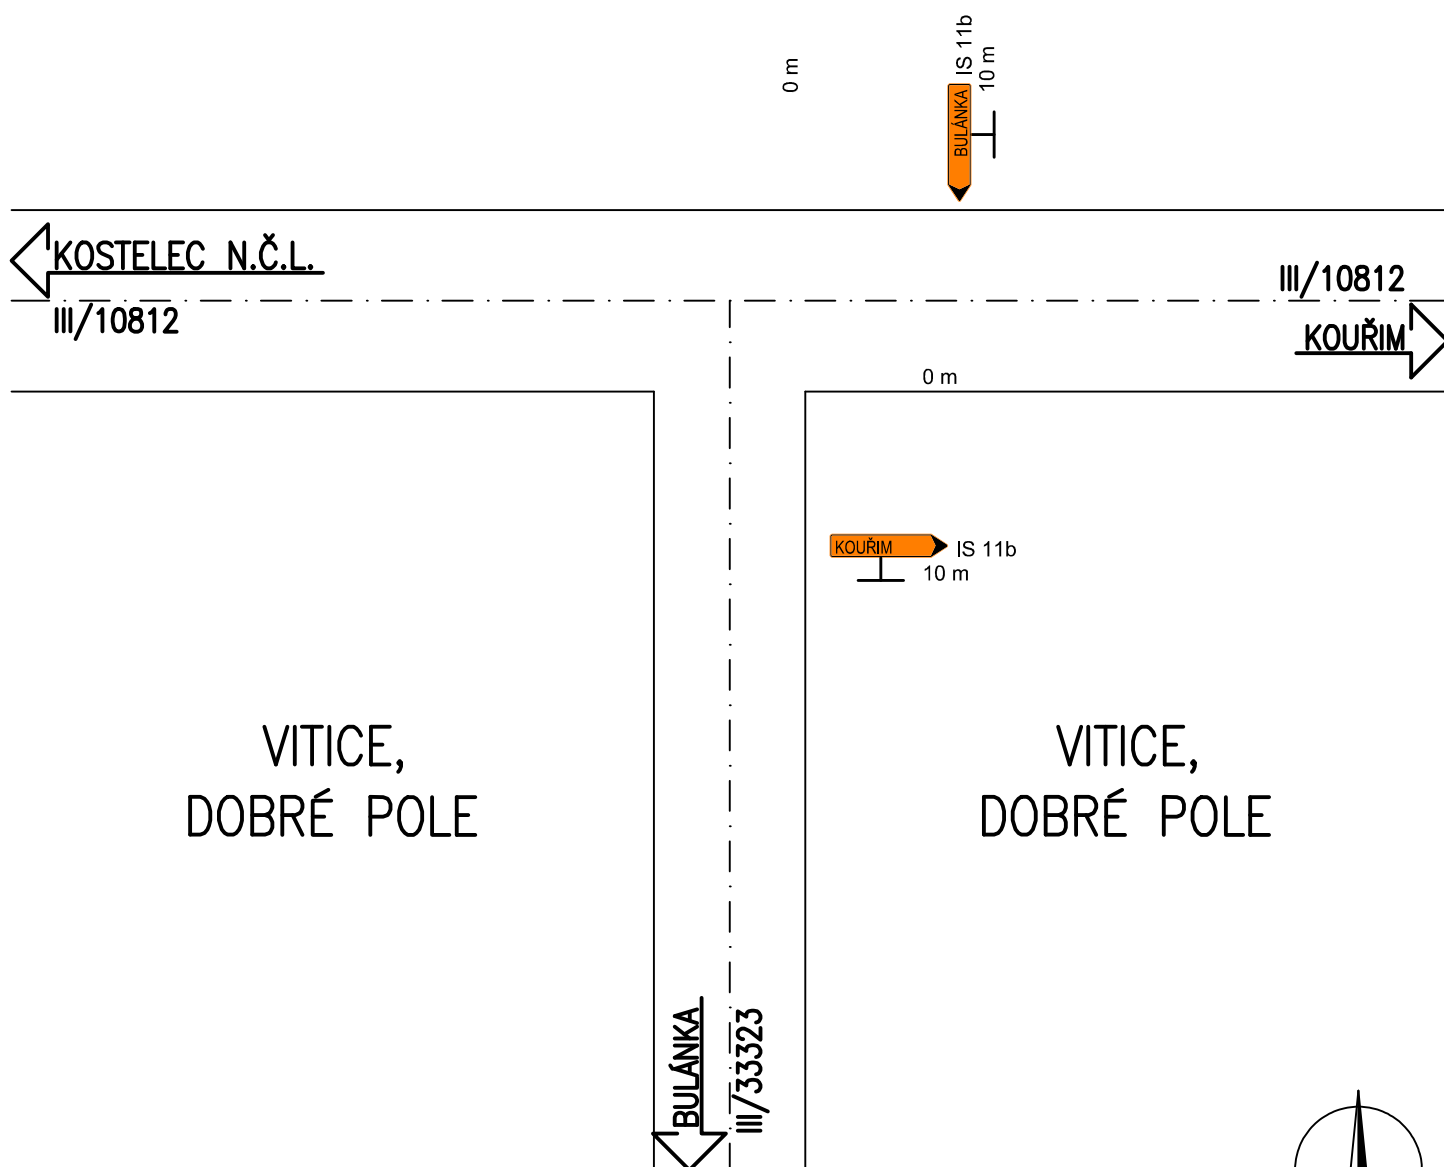 IS 11b
10 m
0 m
BULÁNKA
KOSTELEC N.Č.L.
III/10812
III/10812
KOUŘIM
0 m
KOUŘIM
IS 11b
10 m
VITICE,
DOBRÉ POLE
VITICE,
DOBRÉ POLE
BULÁNKA
III/33323